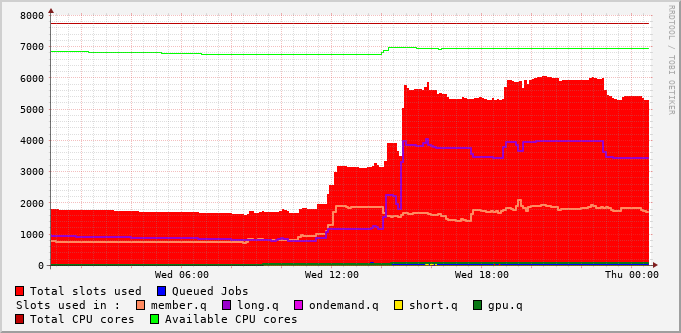 8000
7000
6000
5000
4000
3000
2000
1000
0
Wed 06:00 Wed 12:00 Wed 18:00 Thu 00:00
RRDTOOL / TOBI OETIKER
Total slots used Queued Jobs
Slots used in : member.q long.q ondemand.q short.q gpu.q
Total CPU cores Available CPU cores